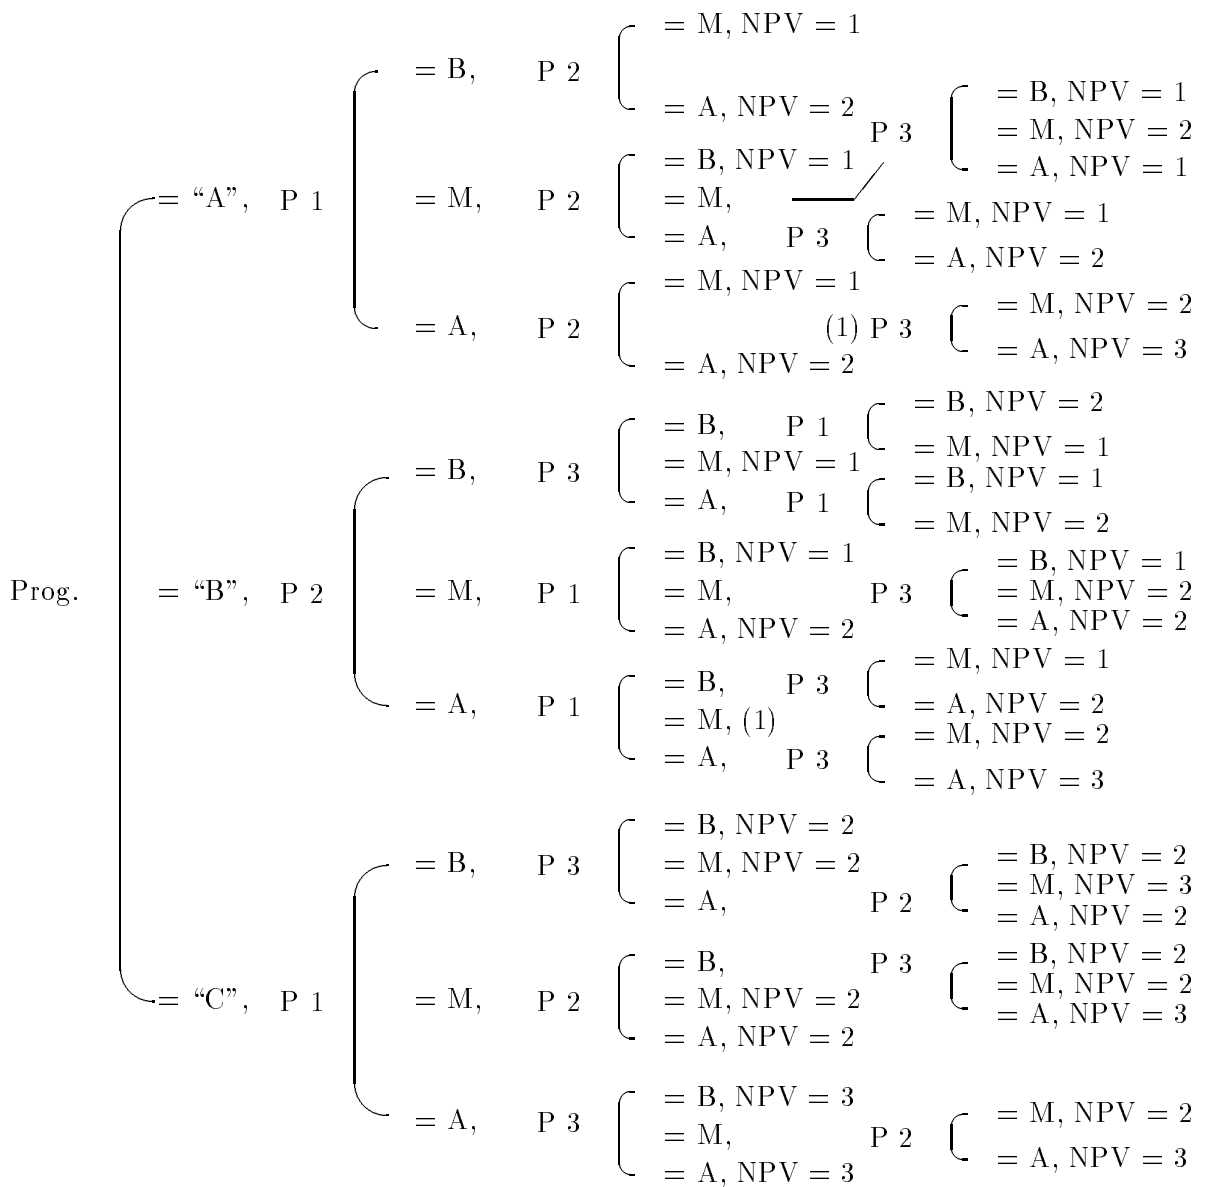 = M, NPV = 1
= B, P 2
= A, NPV = 2
= B, NPV = 1
P 3
= M, NPV = 2
= A, NPV = 1
= "A", P 1
= M, P 2
= B, NPV = 1
= M,
= A, P 3
= M, NPV = 1
= A, NPV = 2
= A, P 2
= M, NPV = 1
(1) P 3
= M, NPV = 2
= A, NPV = 3
= A, NPV = 2
= B, P 3
= B, P 1
= B, NPV = 2
= M, NPV = 1
= M, NPV = 1
= A, P 1
= B, NPV = 1
= M, NPV = 2
Prog.
= "B", P 2
= M, P 1
= B, NPV = 1
= M, P 3
= B, NPV = 1
= M, NPV = 2
= A, NPV = 2
= A, NPV = 2
= A, P 1
= B, P 3
= M, NPV = 1
= A, NPV = 2
= M, (1)
= A, P 3
= M, NPV = 2
= A, NPV = 3
= B, P 3
= B, NPV = 2
= M, NPV = 2
= A, P 2
= B, NPV = 2
= M, NPV = 3
= A, NPV = 2
= "C", P 1
= M, P 2
= B, P 3
= B, NPV = 2
= M, NPV = 2
= A, NPV = 3
= M, NPV = 2
= A, NPV = 2
= A, P 3
= B, NPV = 3
= M, P 2
= M, NPV = 2
= A, NPV = 3
= A, NPV = 3